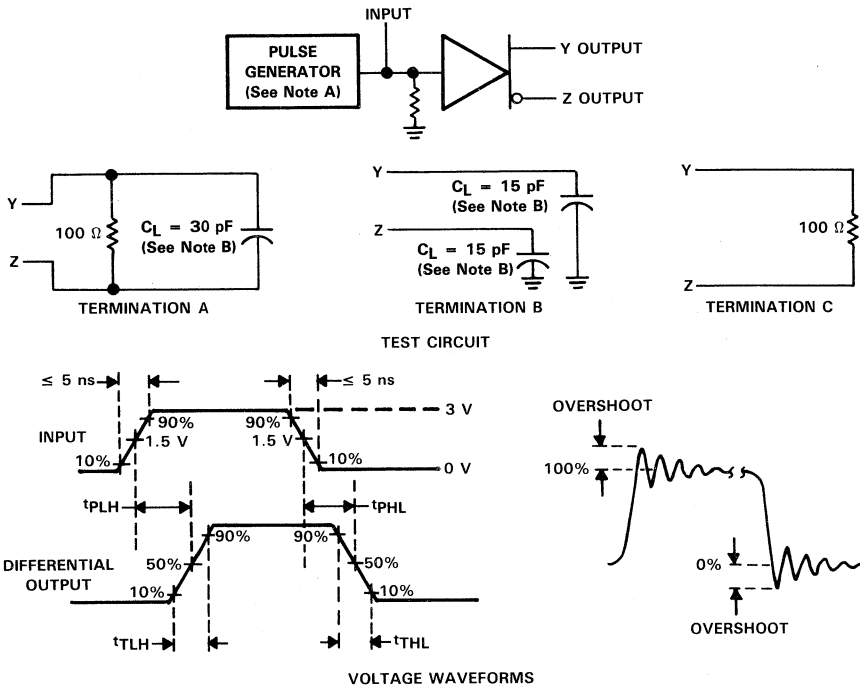 INPUT
PULSE
GENERATOR
(See Note A)
Y OUTPUT
Z OUTPUT
Y
100 Ω
CL = 30 pF
(See Note B)
Z
TERMINATION A
Y
CL = 15 pF
(See Note B)
Z
CL = 15 pF
(See Note B)
TERMINATION B
Y
100 Ω
Z
TERMINATION C
TEST CIRCUIT
≤ 5 ns
≤ 5 ns
3 V
INPUT
90%
90%
1.5 V
1.5 V
10%
10%
0 V
tPLH
tPHL
DIFFERENTIAL
OUTPUT
90%
90%
50%
50%
10%
10%
tTLH
tTHL
OVERSHOOT
100%
0%
OVERSHOOT
VOLTAGE WAVEFORMS